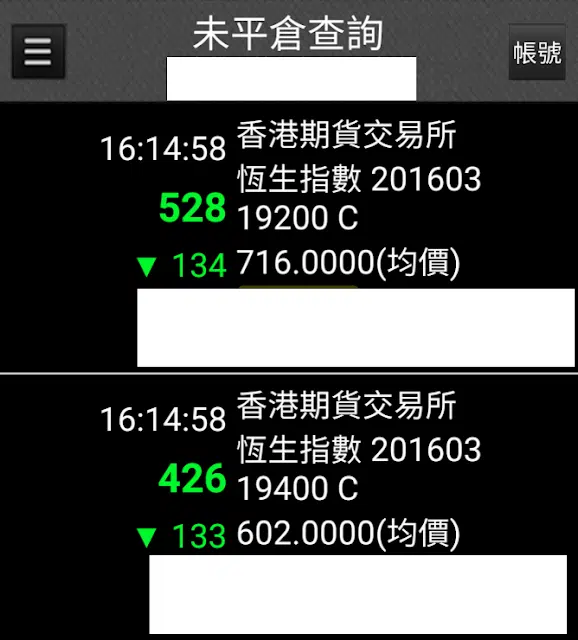 未平倉查詢
帳號
16:14:58
香港期貨交易所
恆生指數 201603
528
19200 C
▼ 134
716.0000(均價)
16:14:58
香港期貨交易所
恆生指數 201603
426
19400 C
▼ 133
602.0000(均價)